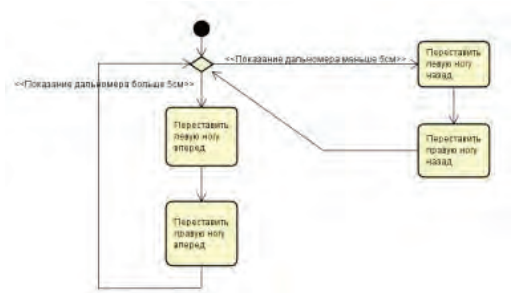 <<Показание дальномера меньше 5см>>
Переставить
левую ногу
назад
<<Показание дальномера больше 5см>>
Переставить
левую ногу
вперед
Переставить
правую ногу
назад
Переставить
правую ногу
вперед